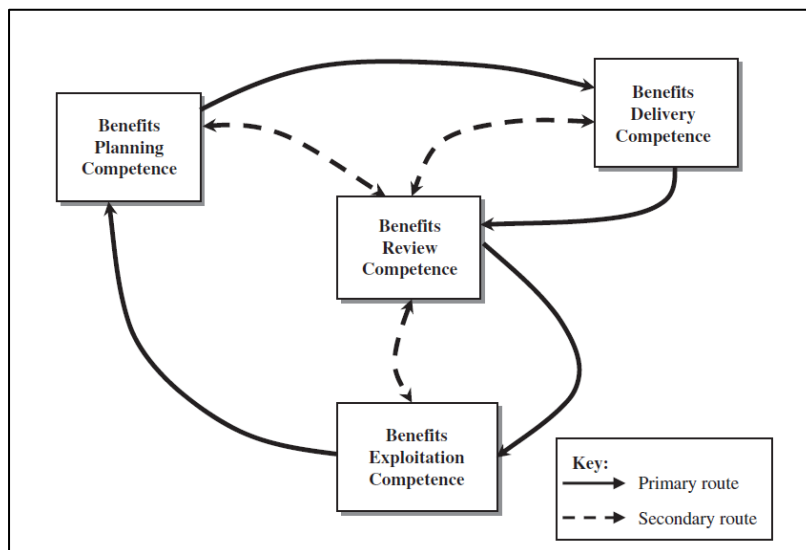 Benefits
Planning
Competence
Benefits
Delivery
Competence
Benefits
Review
Competence
Benefits
Exploitation
Competence
Key:
Primary route
Secondary route